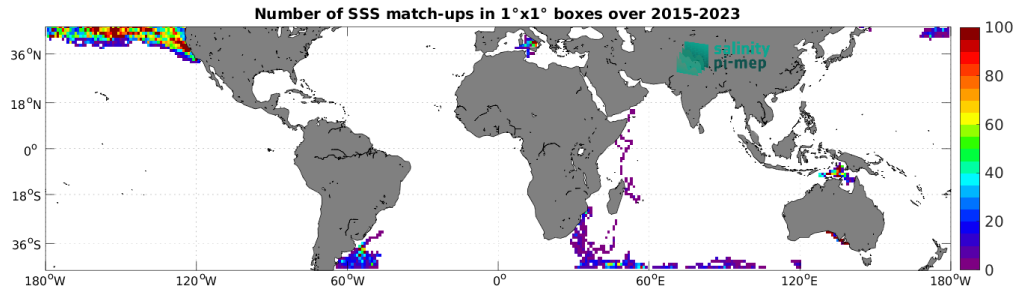 Number of SSS match-ups in 1°x1° boxes over 2015-2023
36°N
18°N
0°
18°S
36°S
180°W
120°W
60°W
0°
60°E
120°E
180°W
salinity
pi-mep
100
80
60
40
20
0